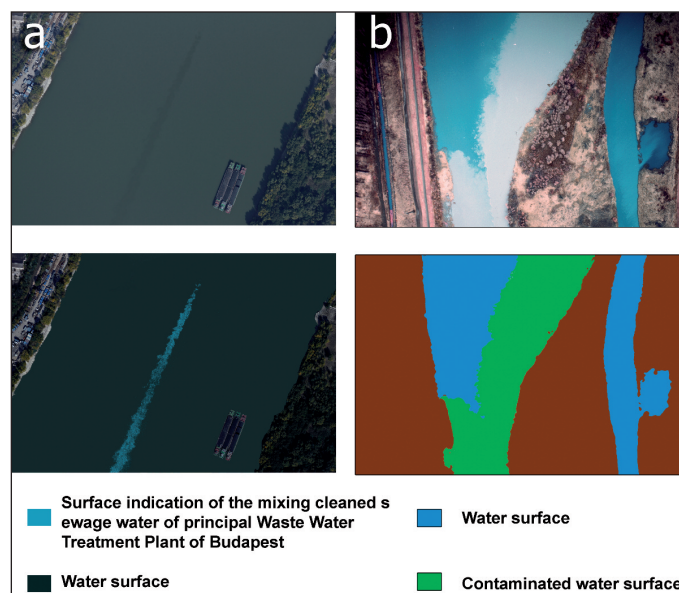 a
b
Surface indication of the mixing cleaned s
ewage water of principal Waste Water
Treatment Plant of Budapest
Water surface
Water surface
Contaminated water surface